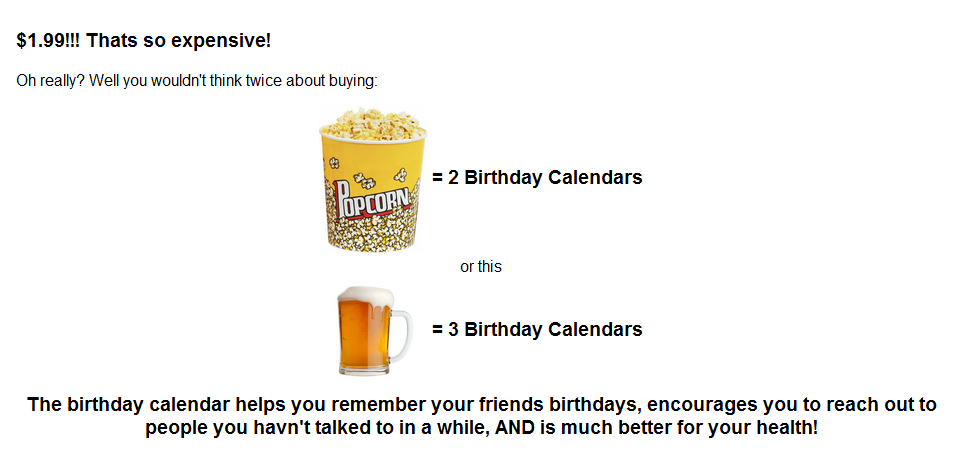 $1.99!!! Thats so expensive!
Oh really? Well you wouldn't think twice about buying:
POPCORN
= 2 Birthday Calendars
or this
= 3 Birthday Calendars
The birthday calendar helps you remember your friends birthdays, encourages you to reach out to
people you havn't talked to in a while, AND is much better for your health!